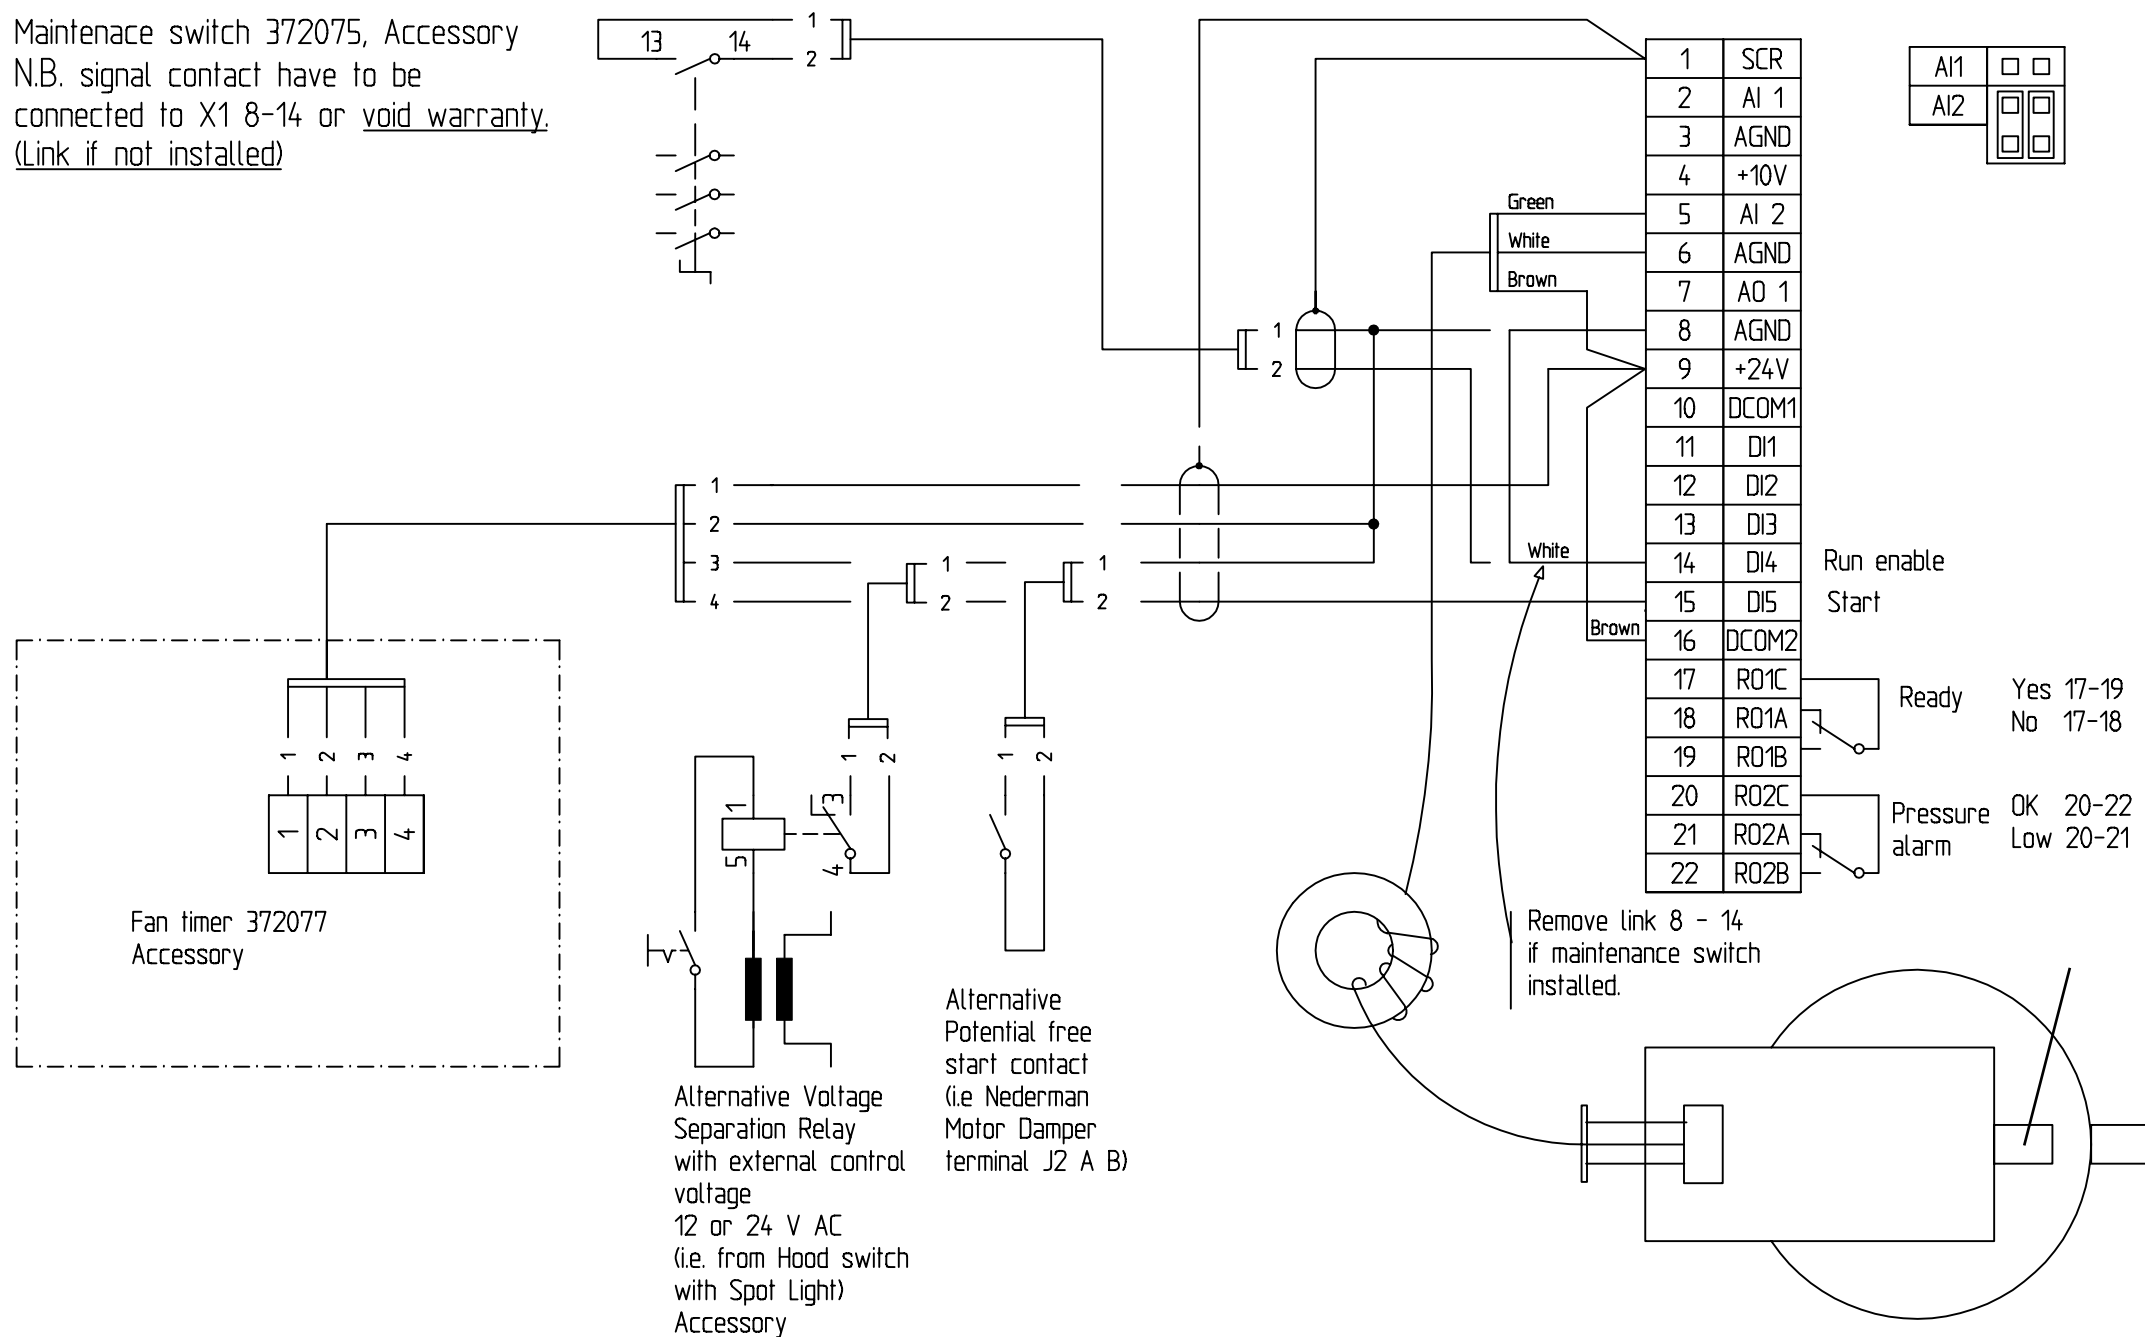 Maintenace switch 372075, Accessory
N.B. signal contact have to be
connected to X1 8-14 or void warranty.
(Link if not installed)
13
14
1
2
1 SCR
2 AI 1
3 AGND
4 +10V
5 AI 2
6 AGND
7 AO 1
8 AGND
9 +24V
10 DCOM1
11 DI1
12 DI2
13 DI3
14 DI4
15 DI5
16 DCOM2
17 RO1C
18 RO1A
19 RO1B
20 RO2C
21 RO2A
22 RO2B
AI1
AI2
Green
White
Brown
1
2
White
Brown
Run enable
Start
Ready
Yes 17-19
No 17-18
Pressure
alarm
OK 20-22
Low 20-21
1
2
3
4
1
2
1
2
1 2 3 4
1 2 3 4
Fan timer 372077
Accessory
1
5
3
4
1 2
1 2
Alternative Voltage
Separation Relay
with external control
voltage
12 or 24 V AC
(i.e. from Hood switch
with Spot Light)
Accessory
Alternative
Potential free
start contact
(i.e Nederman
Motor Damper
terminal J2 A B)
Remove link 8 - 14
if maintenance switch
installed.